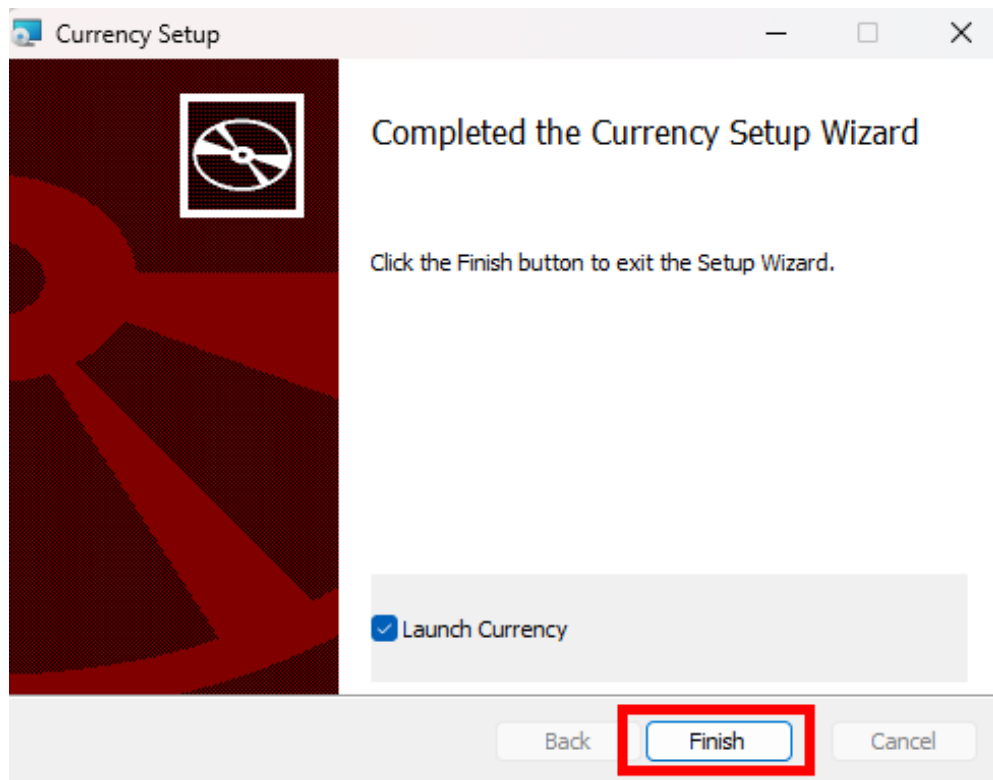 Currency Setup
Completed the Currency Setup Wizard
Click the Finish button to exit the Setup Wizard.
Launch Currency
Back Finish Cancel